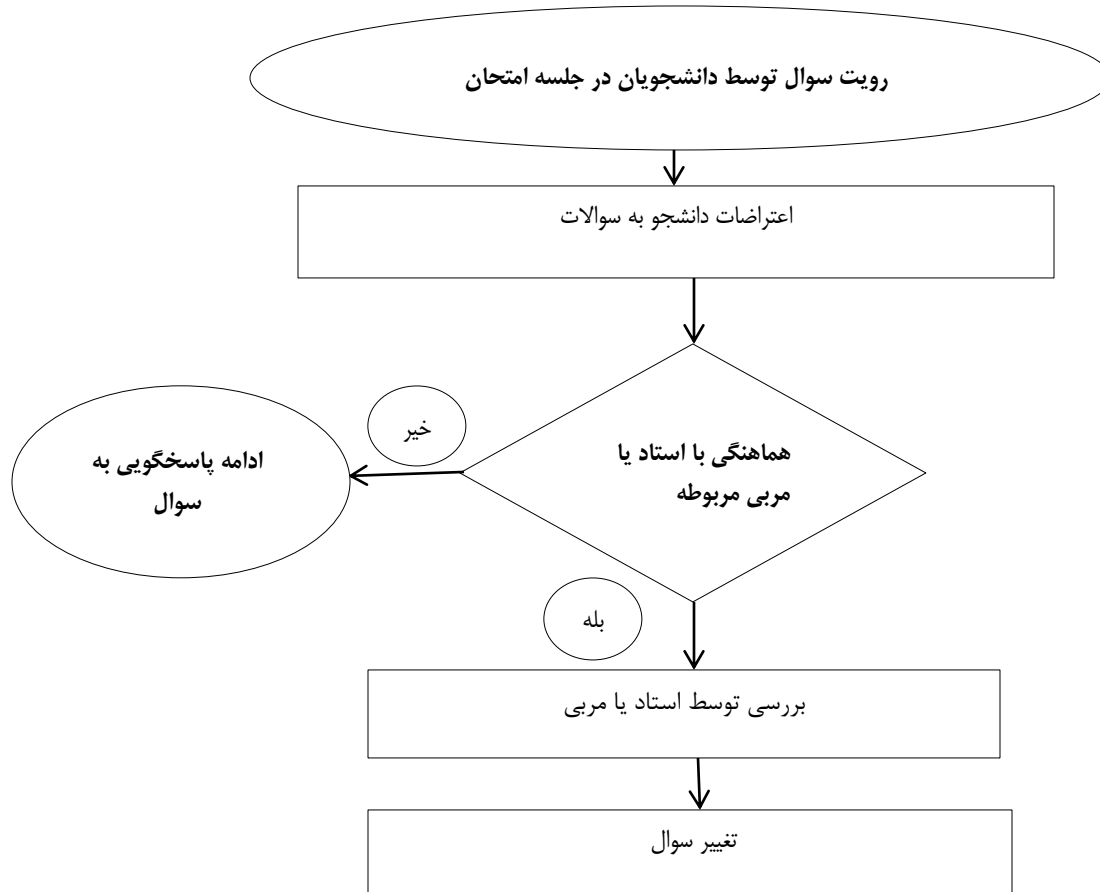 رویت سوال توسط دانشجویان در جلسه امتحان
اعتراضات دانشجو به سوالات
هماهنگی با استاد یا
مربی مربوطه
خیر
ادامه پاسخگویی به
سوال
بله
بررسی توسط استاد یا مربی
تغییر سوال